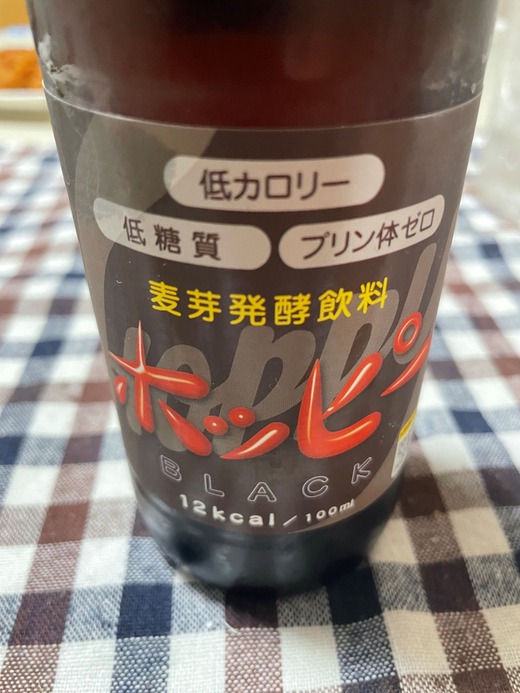 低カロリー
低糖質 プリン体ゼロ
麦芽発酵飲料
ホッピー
BLACK
12kcal/100ml